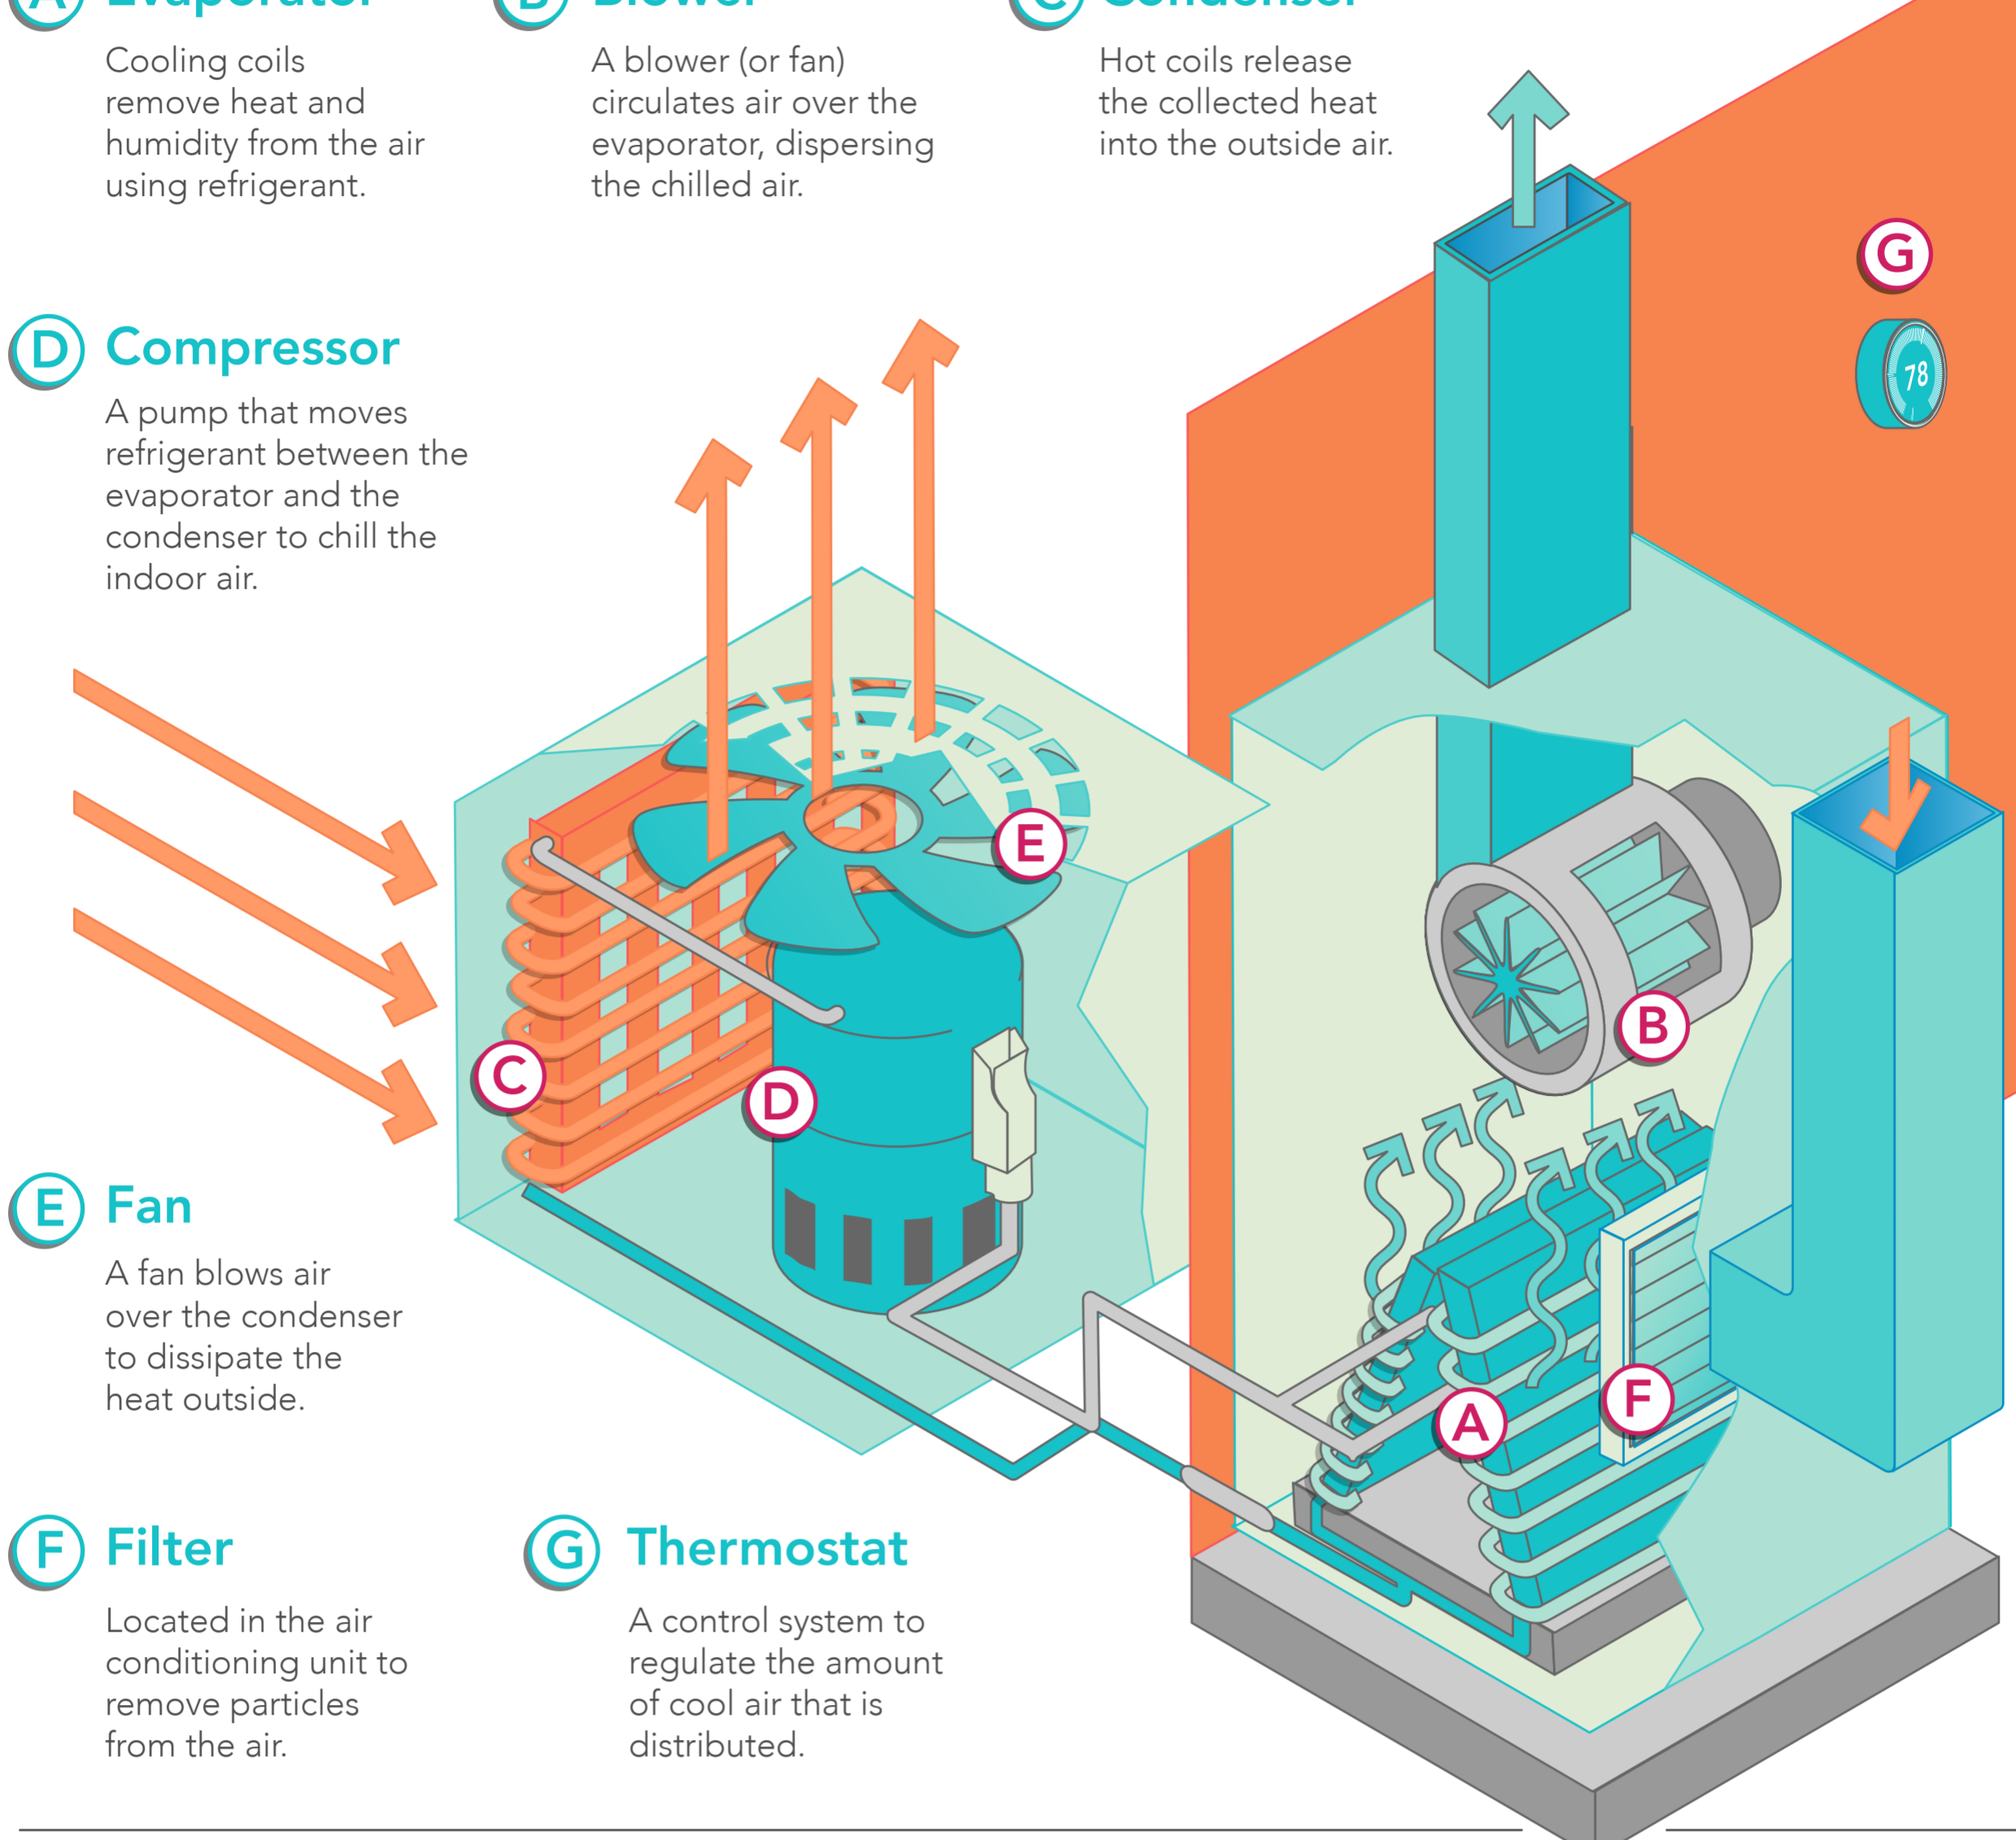 A Evaporator
Cooling coils
remove heat and
humidity from the air
using refrigerant.
B Blower
A blower (or fan)
circulates air over the
evaporator, dispersing
the chilled air.
C Condenser
Hot coils release
the collected heat
into the outside air.
D Compressor
A pump that moves
refrigerant between the
evaporator and the
condenser to chill the
indoor air.
G
78
E
B
C
D
A
F
E Fan
A fan blows air
over the condenser
to dissipate the
heat outside.
F Filter
Located in the air
conditioning unit to
remove particles
from the air.
G Thermostat
A control system to
regulate the amount
of cool air that is
distributed.